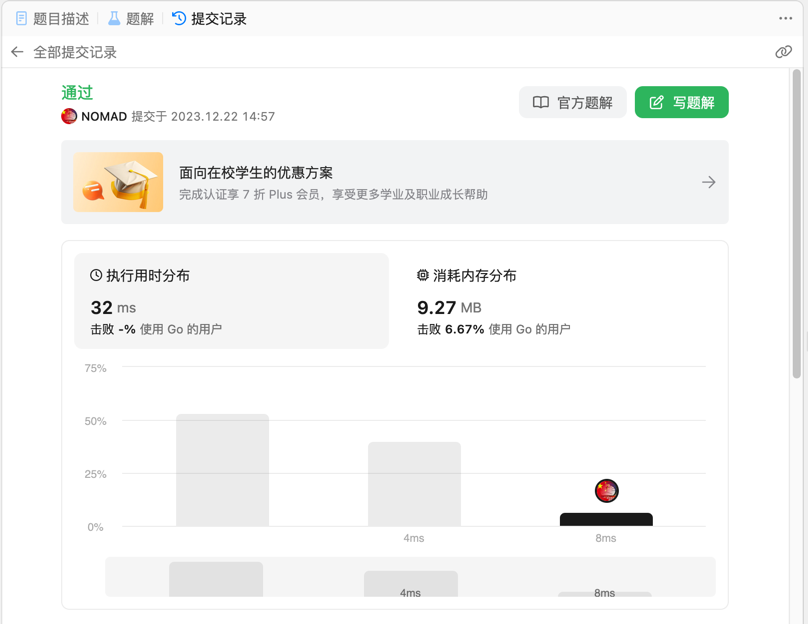 题目描述 题解 提交记录
全部提交记录
通过
NOMAD 提交于 2023.12.22 14:57
官方题解
写题解
面向在校学生的优惠方案
完成认证享 7 折 Plus 会员，享受更多学业及职业成长帮助
执行用时分布
32 ms
击败 -% 使用 Go 的用户
消耗内存分布
9.27 MB
击败 6.67% 使用 Go 的用户
75%
50%
25%
0%
4ms 8ms
4ms 8ms